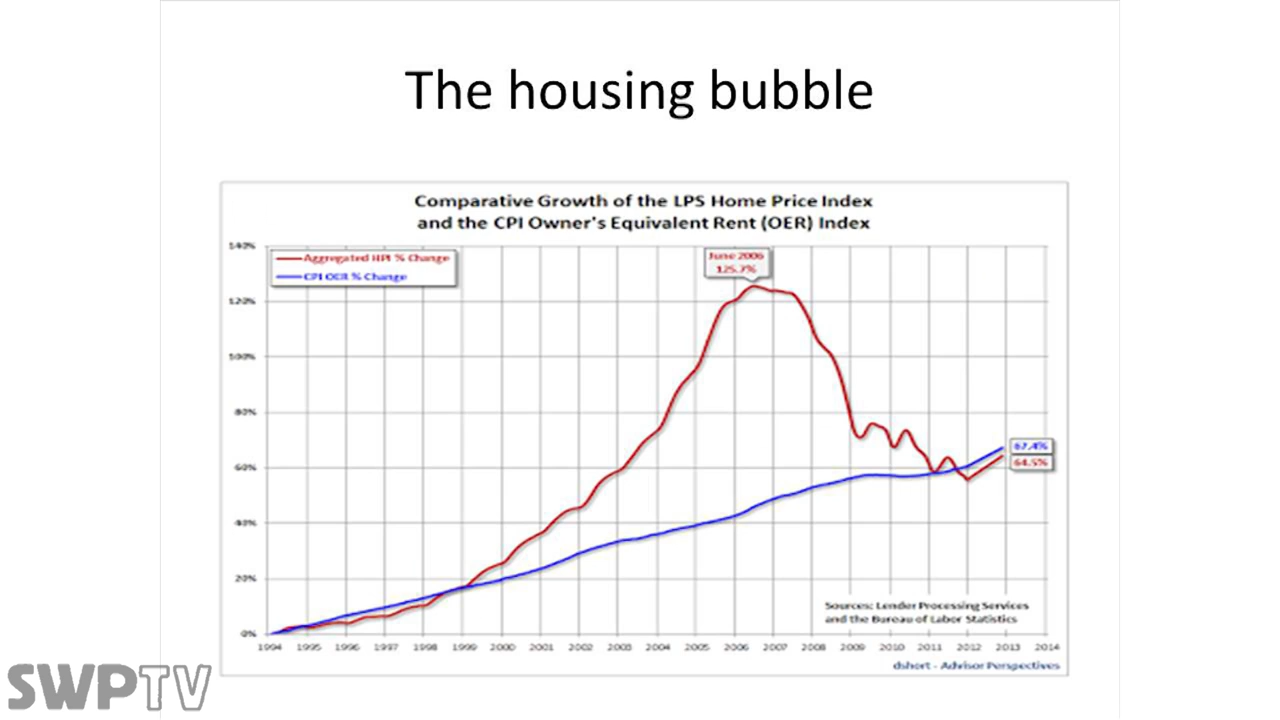 The housing bubble
Comparative Growth of the LPS Home Price Index
and the CPI Owner's Equivalent Rent (OER) Index
140%
Aggregated HPI % Change
CPI OER % Change
June 2006
125.7%
120%
100%
80%
67.4%
64.5%
60%
40%
20%
Sources: Lender Processing Services
and the Bureau of Labor Statistics
0%
1994 1995 1996 1997 1998 1999 2000 2001 2002 2003 2004 2005 2006 2007 2008 2009 2010 2011 2012 2013 2014
dshort - Advisor Perspectives
SWPTV